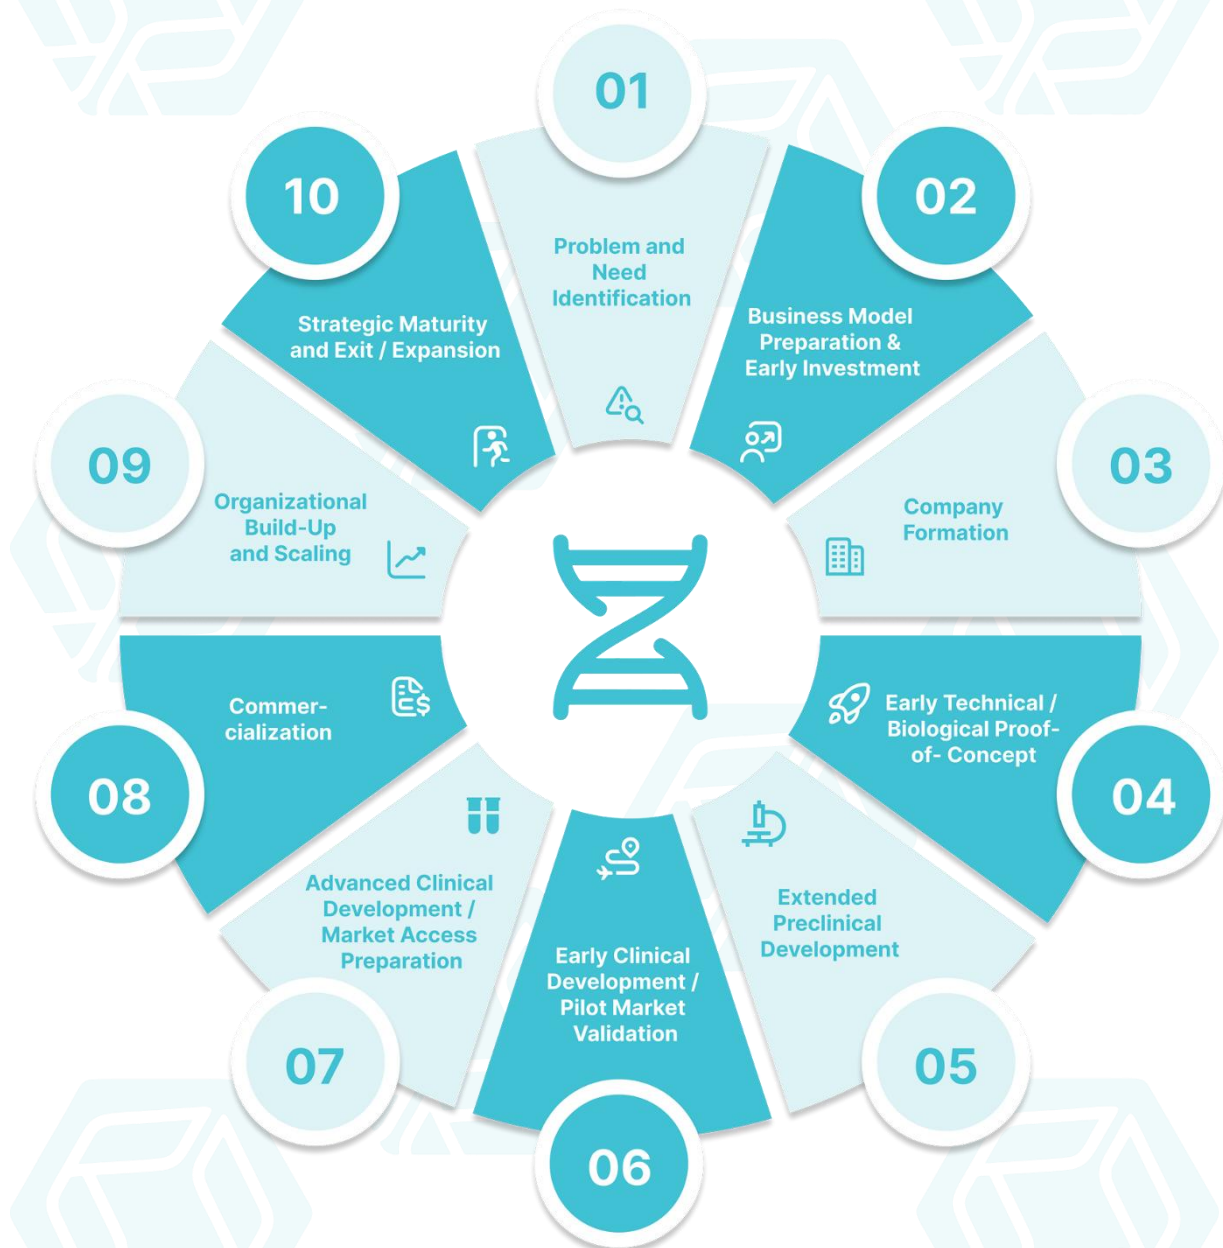 01
Problem and
Need
Identification
02
Business Model
Preparation &
Early Investment
03
Company
Formation
04
Early Technical /
Biological Proof-
of- Concept
05
Extended
Preclinical
Development
06
Early Clinical
Development /
Pilot Market
Validation
07
Advanced Clinical
Development /
Market Access
Preparation
08
Commer-
cialization
09
Organizational
Build-Up
and Scaling
10
Strategic Maturity
and Exit / Expansion